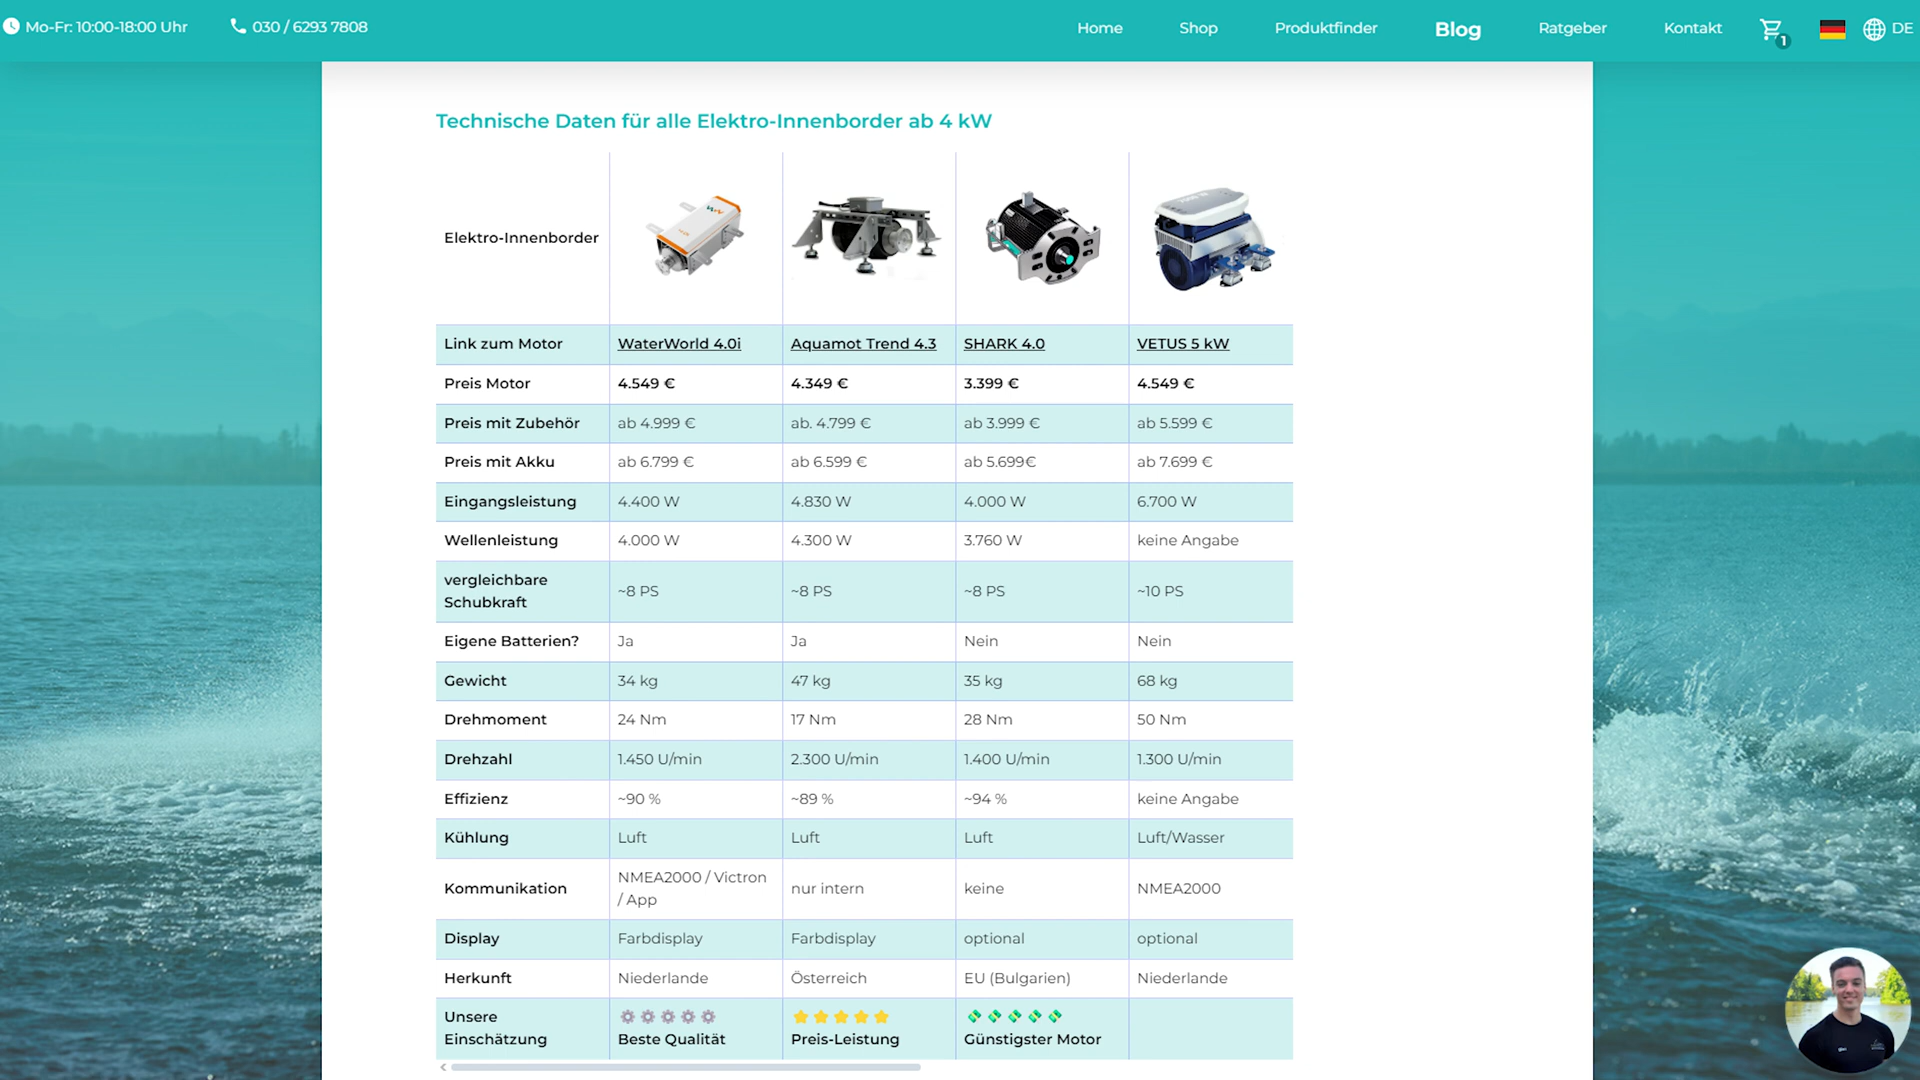 Mo-Fr: 10:00-18:00 Uhr
030 / 6293 7808
Home
Shop
Produktfinder
Blog
Ratgeber
Kontakt
1
DE
Technische Daten für alle Elektro-Innenborder ab 4 kW
Elektro-Innenborder
Link zum Motor
WaterWorld 4.0i
Aquamot Trend 4.3
SHARK 4.0
VETUS 5 kW
Preis Motor
4.549 €
4.349 €
3.399 €
4.549 €
Preis mit Zubehör
ab 4.999 €
ab. 4.799 €
ab 3.999 €
ab 5.599 €
Preis mit Akku
ab 6.799 €
ab 6.599 €
ab 5.699€
ab 7.699 €
Eingangsleistung
4.400 W
4.830 W
4.000 W
6.700 W
Wellenleistung
4.000 W
4.300 W
3.760 W
keine Angabe
vergleichbare
Schubkraft
~8 PS
~8 PS
~8 PS
~10 PS
Eigene Batterien?
Ja
Ja
Nein
Nein
Gewicht
34 kg
47 kg
35 kg
68 kg
Drehmoment
24 Nm
17 Nm
28 Nm
50 Nm
Drehzahl
1.450 U/min
2.300 U/min
1.400 U/min
1.300 U/min
Effizienz
~90 %
~89 %
~94 %
keine Angabe
Kühlung
Luft
Luft
Luft
Luft/Wasser
Kommunikation
NMEA2000 / Victron
/ App
nur intern
keine
NMEA2000
Display
Farbdisplay
Farbdisplay
optional
optional
Herkunft
Niederlande
Österreich
EU (Bulgarien)
Niederlande
Unsere
Einschätzung
Beste Qualität
Preis-Leistung
Günstigster Motor